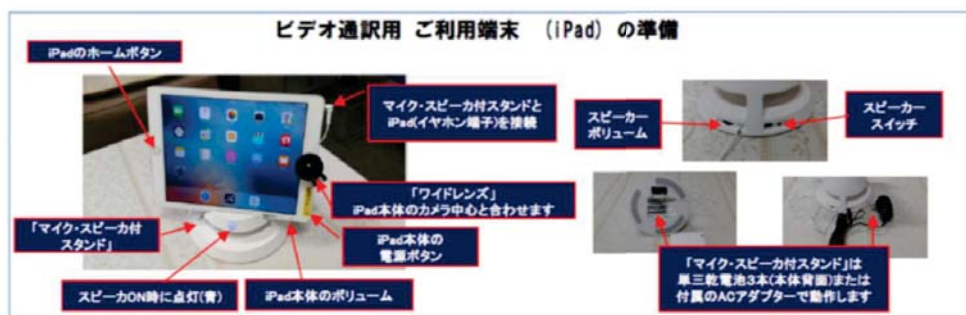 ビデオ通訳用 ご利用端末 （iPad）の準備
iPadのホームボタン
マイク・スピーカ付スタンドと
iPad(イヤホン端子)を接続
「ワイドレンズ」
iPad本体のカメラ中心と合わせます
「マイク・スピーカ付
スタンド」
iPad本体の
電源ボタン
スピーカON時に点灯(青)
iPad本体のボリューム
スピーカー
ボリューム
スピーカー
スイッチ
「マイク・スピーカ付スタンド」は
単三乾電池3本(本体背面)または
付属のACアダプターで動作します